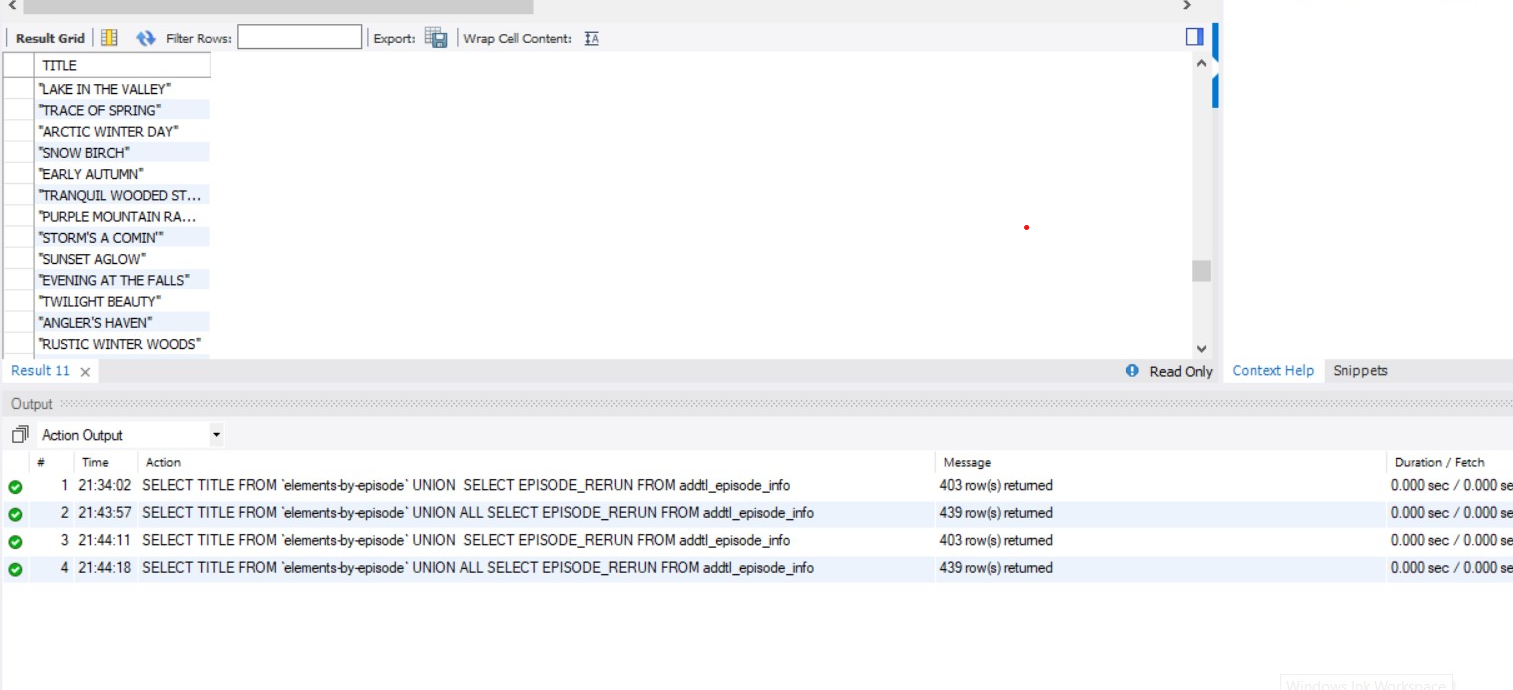 Result Grid Filter Rows: Export: Wrap Cell Content:
TITLE
"LAKE IN THE VALLEY"
"TRACE OF SPRING"
"ARCTIC WINTER DAY"
"SNOW BIRCH"
"EARLY AUTUMN"
"TRANQUIL WOODED ST...
"PURPLE MOUNTAIN RA...
"STORM'S A COMIN'"
"SUNSET AGLOW"
"EVENING AT THE FALLS"
"TWILIGHT BEAUTY"
"ANGLER'S HAVEN"
"RUSTIC WINTER WOODS"
Result 11 Read Only Context Help Snippets
Output
Action Output
# Time Action Message Duration / Fetch
1 21:34:02 SELECT TITLE FROM `elements-by-episode` UNION  SELECT EPISODE_RERUN FROM addtl_episode_info 403 row(s) returned 0.000 sec / 0.000 se
2 21:43:57 SELECT TITLE FROM `elements-by-episode` UNION ALL SELECT EPISODE_RERUN FROM addtl_episode_info 439 row(s) returned 0.000 sec / 0.000 se
3 21:44:11 SELECT TITLE FROM `elements-by-episode` UNION  SELECT EPISODE_RERUN FROM addtl_episode_info 403 row(s) returned 0.000 sec / 0.000 se
4 21:44:18 SELECT TITLE FROM `elements-by-episode` UNION ALL SELECT EPISODE_RERUN FROM addtl_episode_info 439 row(s) returned 0.000 sec / 0.000 se
Windows Ink Workspace